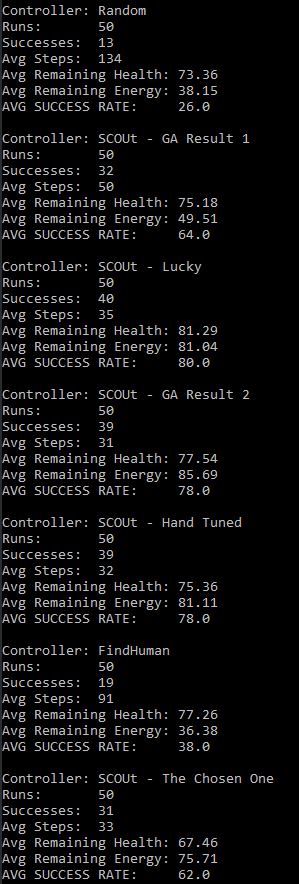 Controller: Random
Runs: 50
Successes: 13
Avg Steps: 134
Avg Remaining Health: 73.36
Avg Remaining Energy: 38.15
AVG SUCCESS RATE: 26.0
Controller: SCOUt - GA Result 1
Runs: 50
Successes: 32
Avg Steps: 50
Avg Remaining Health: 75.18
Avg Remaining Energy: 49.51
AVG SUCCESS RATE: 64.0
Controller: SCOUt - Lucky
Runs: 50
Successes: 40
Avg Steps: 35
Avg Remaining Health: 81.29
Avg Remaining Energy: 81.04
AVG SUCCESS RATE: 80.0
Controller: SCOUt - GA Result 2
Runs: 50
Successes: 39
Avg Steps: 31
Avg Remaining Health: 77.54
Avg Remaining Energy: 85.69
AVG SUCCESS RATE: 78.0
Controller: SCOUt - Hand Tuned
Runs: 50
Successes: 39
Avg Steps: 32
Avg Remaining Health: 75.36
Avg Remaining Energy: 81.11
AVG SUCCESS RATE: 78.0
Controller: FindHuman
Runs: 50
Successes: 19
Avg Steps: 91
Avg Remaining Health: 77.26
Avg Remaining Energy: 36.38
AVG SUCCESS RATE: 38.0
Controller: SCOUt - The Chosen One
Runs: 50
Successes: 31
Avg Steps: 33
Avg Remaining Health: 67.46
Avg Remaining Energy: 75.71
AVG SUCCESS RATE: 62.0